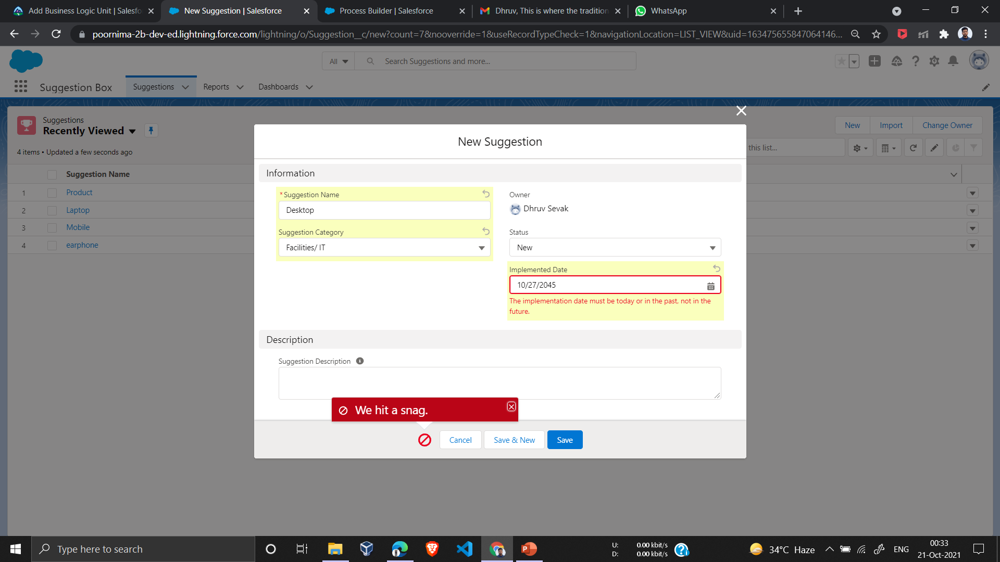 Add Business Logic Unit | Salesfo
New Suggestion | Salesforce
Process Builder | Salesforce
Dhruv, This is where the tradition
WhatsApp
poornima-2b-dev-ed.lightning.force.com/lightning/o/Suggestion__c/new?count=7&nooverride=1&useRecordTypeCheck=1&navigationLocation=LIST_VIEW&uid=163475655847064146...
All
Search Suggestions and more...
Suggestion Box
Suggestions
Reports
Dashboards
Suggestions
Recently Viewed
4 items • Updated a few seconds ago
New
Import
Change Owner
this list...
Suggestion Name
1 Product
2 Laptop
3 Mobile
4 earphone
New Suggestion
Information
* Suggestion Name
Desktop
Owner
Dhruv Sevak
Suggestion Category
Facilities/ IT
Status
New
Implemented Date
10/27/2045
The implementation date must be today or in the past, not in the
future.
Description
Suggestion Description
We hit a snag.
Cancel
Save & New
Save
Type here to search
U: 0.00 kbit/s
D: 0.00 kbit/s
34°C Haze
ENG
00:33
21-Oct-2021